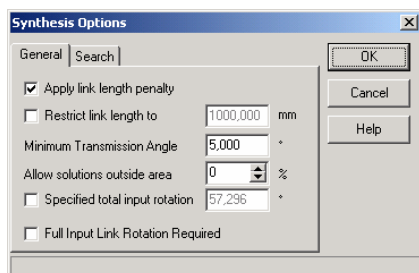 Synthesis Options
General Search
OK
Apply link length penalty
Cancel
Restrict link length to 1000,000 mm
Help
Minimum Transmission Angle 5,000 °
Allow solutions outside area 0 %
Specified total input rotation 57,296 °
Full Input Link Rotation Required